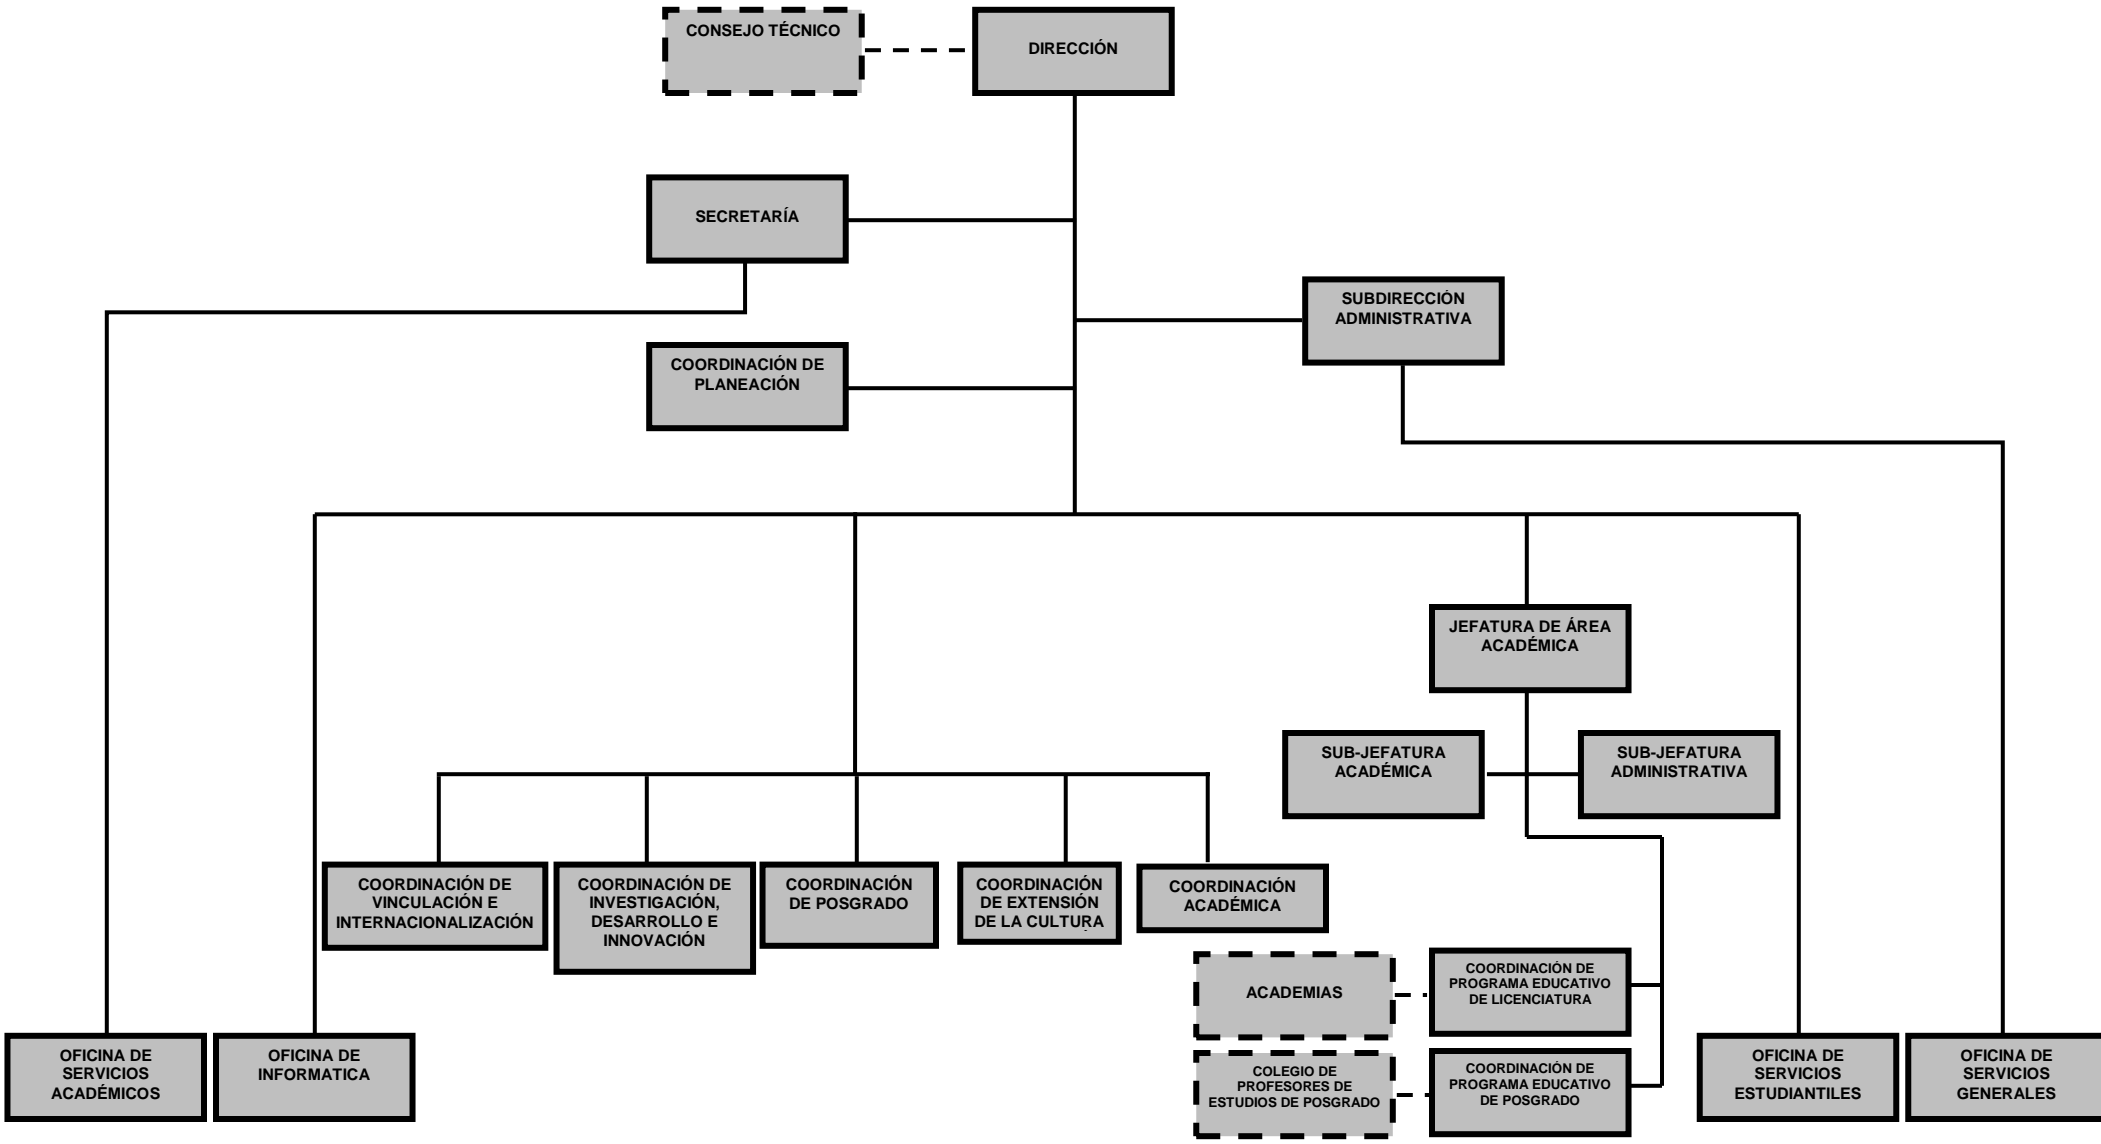 CONSEJO TÉCNICO
DIRECCIÓN
SECRETARÍA
SUBDIRECCIÓN
ADMINISTRATIVA
COORDINACIÓN DE
PLANEACIÓN
JEFATURA DE ÁREA
ACADÉMICA
SUB-JEFATURA
ACADÉMICA
SUB-JEFATURA
ADMINISTRATIVA
COORDINACIÓN DE
VINCULACIÓN E
INTERNACIONALIZACIÓN
COORDINACIÓN DE
INVESTIGACIÓN,
DESARROLLO E
INNOVACIÓN
COORDINACIÓN
DE POSGRADO
COORDINACIÓN
DE EXTENSIÓN
DE LA CULTURA
COORDINACIÓN
ACADÉMICA
ACADEMIAS
COORDINACIÓN DE
PROGRAMA EDUCATIVO
DE LICENCIATURA
OFICINA DE
SERVICIOS
ACADÉMICOS
OFICINA DE
INFORMATICA
COLEGIO DE
PROFESORES DE
ESTUDIOS DE POSGRADO
COORDINACIÓN DE
PROGRAMA EDUCATIVO
DE POSGRADO
OFICINA DE
SERVICIOS
ESTUDIANTILES
OFICINA DE
SERVICIOS
GENERALES